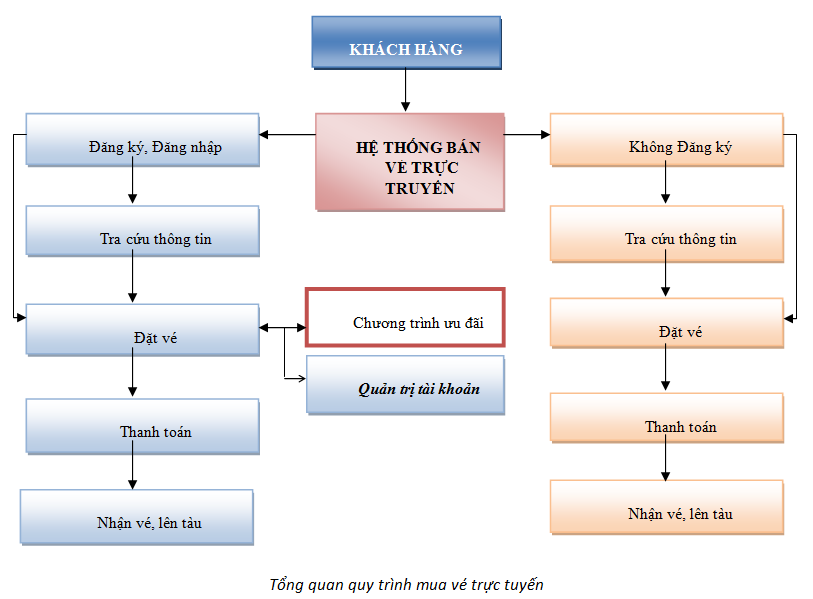 KHÁCH HÀNG
Đăng ký, Đăng nhập
HỆ THỐNG BÁN
VÉ TRỰC
TRUYẾN
Không Đăng ký
Tra cứu thông tin
Tra cứu thông tin
Đặt vé
Chương trình ưu đãi
Đặt vé
Quản trị tài khoản
Thanh toán
Thanh toán
Nhận vé, lên tàu
Nhận vé, lên tàu
Tổng quan quy trình mua vé trực tuyến